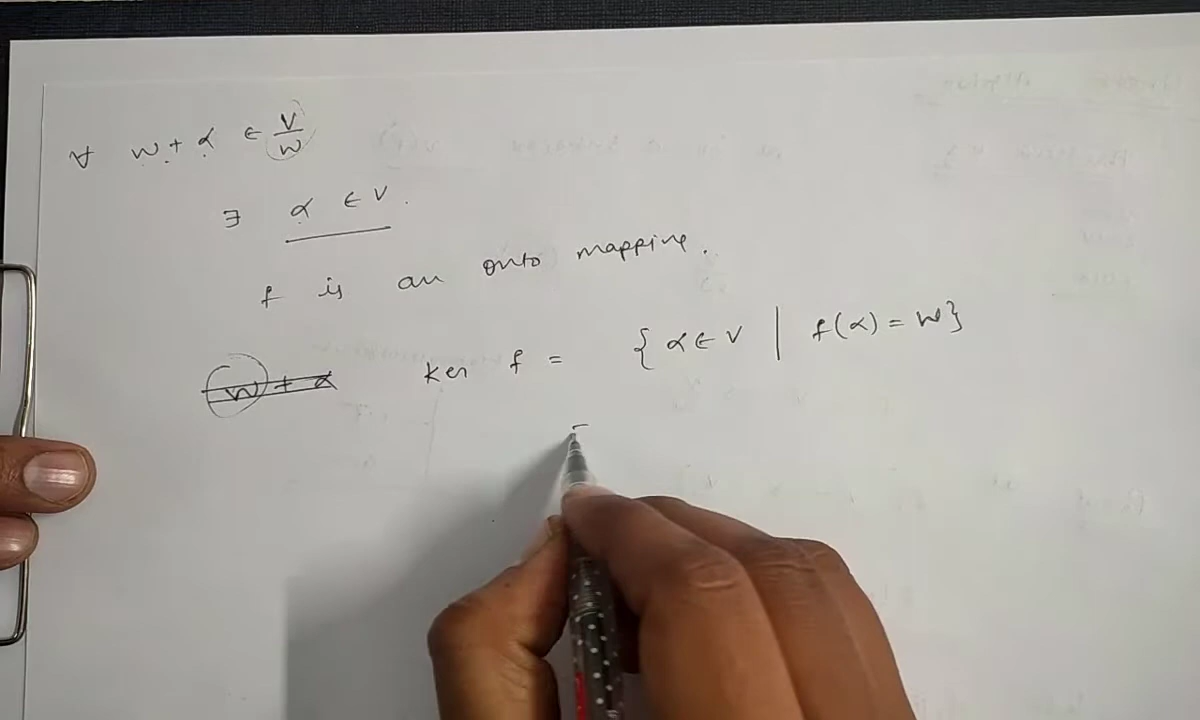 ∀ W + α ∈ V/W
∃ α ∈ V.
f is an onto mapping.
W + α Ker f = { α ∈ V | f(α) = W }